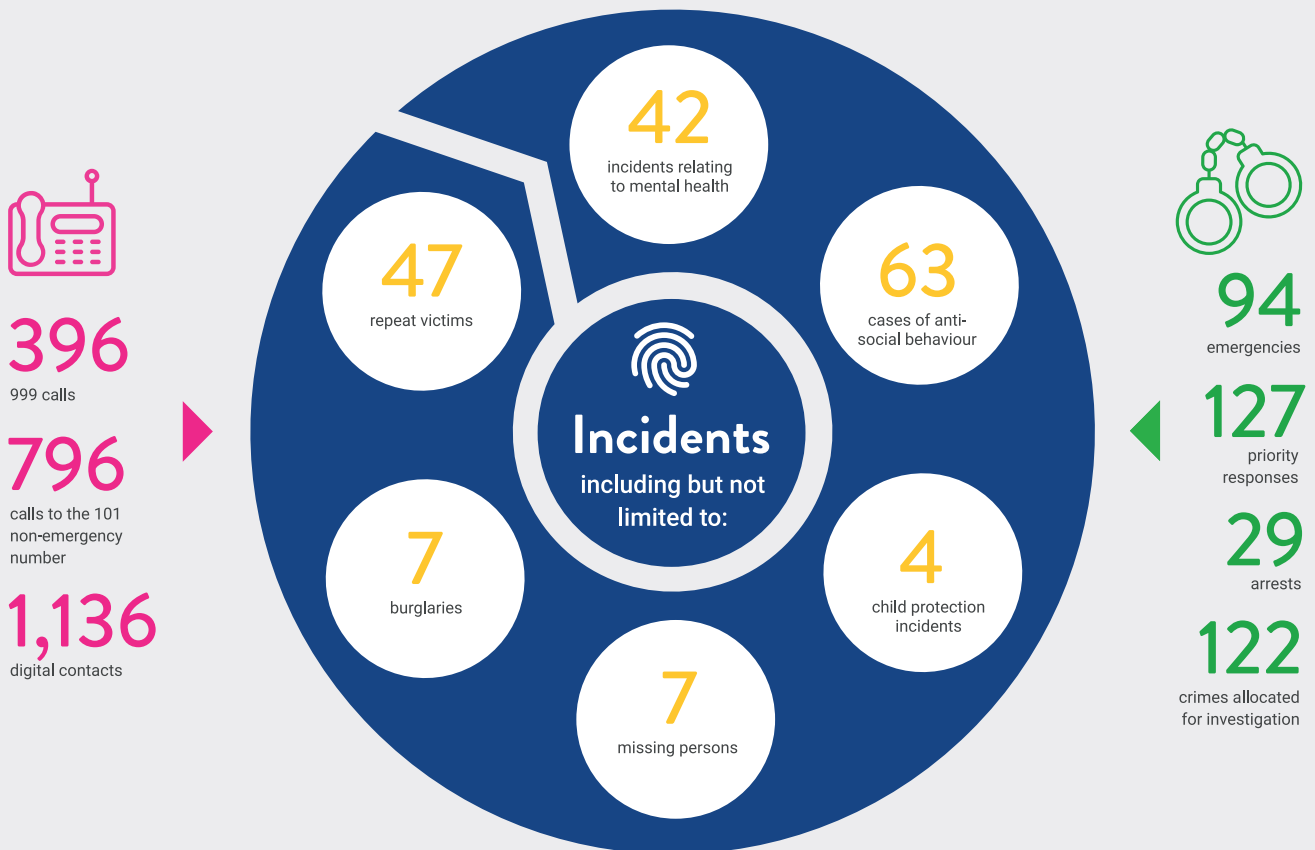 396
999 calls
796
calls to the 101
non-emergency
number
1,136
digital contacts
Incidents
including but not
limited to:
42
incidents relating
to mental health
63
cases of anti-
social behaviour
4
child protection
incidents
7
missing persons
7
burglaries
47
repeat victims
94
emergencies
127
priority
responses
29
arrests
122
crimes allocated
for investigation